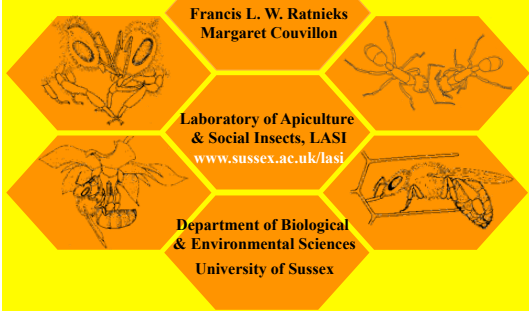 Francis L. W. Ratnieks
Margaret Couvillon
Laboratory of Apiculture
& Social Insects, LASI
www.sussex.ac.uk/lasi
Department of Biological
& Environmental Sciences
University of Sussex